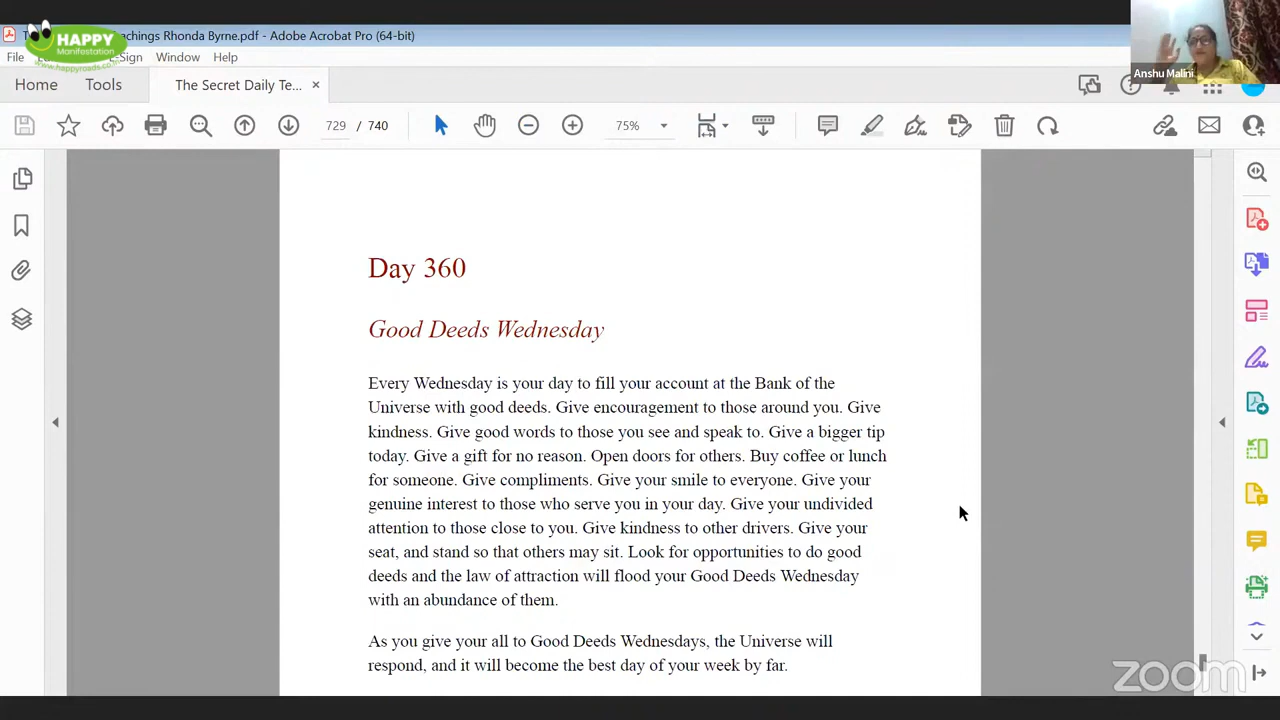 HAPPY
Manifestation
www.happyroads.co.in
achings Rhonda Byrne.pdf - Adobe Acrobat Pro (64-bit)
File
E-Sign Window Help
Anshu Malini
Home Tools The Secret Daily Te... ×
729 / 740 75%
Day 360
Good Deeds Wednesday
Every Wednesday is your day to fill your account at the Bank of the
Universe with good deeds. Give encouragement to those around you. Give
kindness. Give good words to those you see and speak to. Give a bigger tip
today. Give a gift for no reason. Open doors for others. Buy coffee or lunch
for someone. Give compliments. Give your smile to everyone. Give your
genuine interest to those who serve you in your day. Give your undivided
attention to those close to you. Give kindness to other drivers. Give your
seat, and stand so that others may sit. Look for opportunities to do good
deeds and the law of attraction will flood your Good Deeds Wednesday
with an abundance of them.
As you give your all to Good Deeds Wednesdays, the Universe will
respond, and it will become the best day of your week by far.
zoom